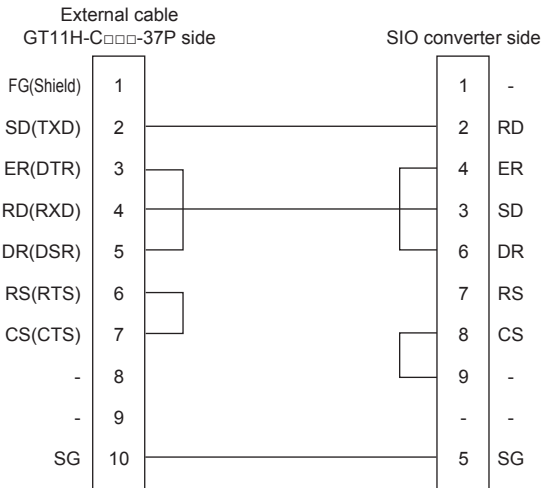 External cable
GT11H-C□□□-37P side SIO converter side
FG(Shield) 1 1 -
SD(TXD) 2 2 RD
ER(DTR) 3 4 ER
RD(RXD) 4 3 SD
DR(DSR) 5 6 DR
RS(RTS) 6 7 RS
CS(CTS) 7 8 CS
- 8 9 -
- 9 - -
SG 10 5 SG